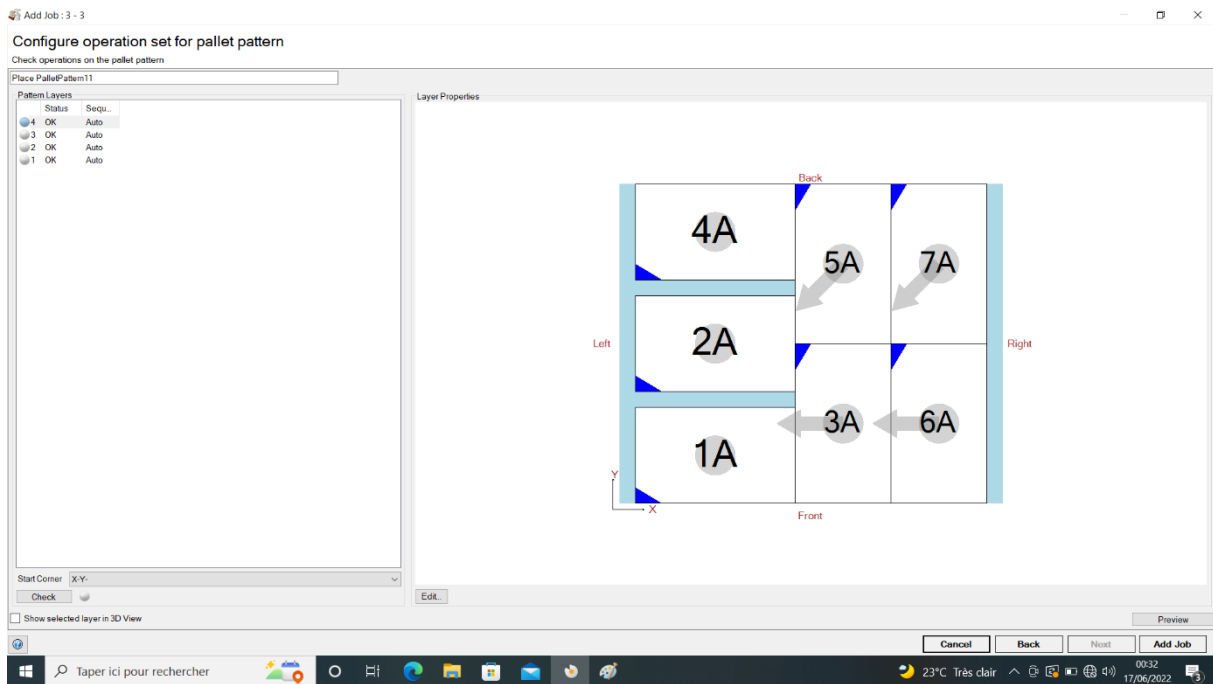 Add Job : 3 - 3
Configure operation set for pallet pattern
Check operations on the pallet pattern
Place PalletPattern11
Pattern Layers
Status Sequ...
4 OK Auto
3 OK Auto
2 OK Auto
1 OK Auto
Start Corner X-Y-
Check
Show selected layer in 3D View
Layer Properties
Back
4A
5A 7A
2A
Left Right
3A 6A
1A
Y
X
Front
Edit...
Preview
Cancel Back Next Add Job
Taper ici pour rechercher
23°C Très clair
00:32
17/06/2022
3